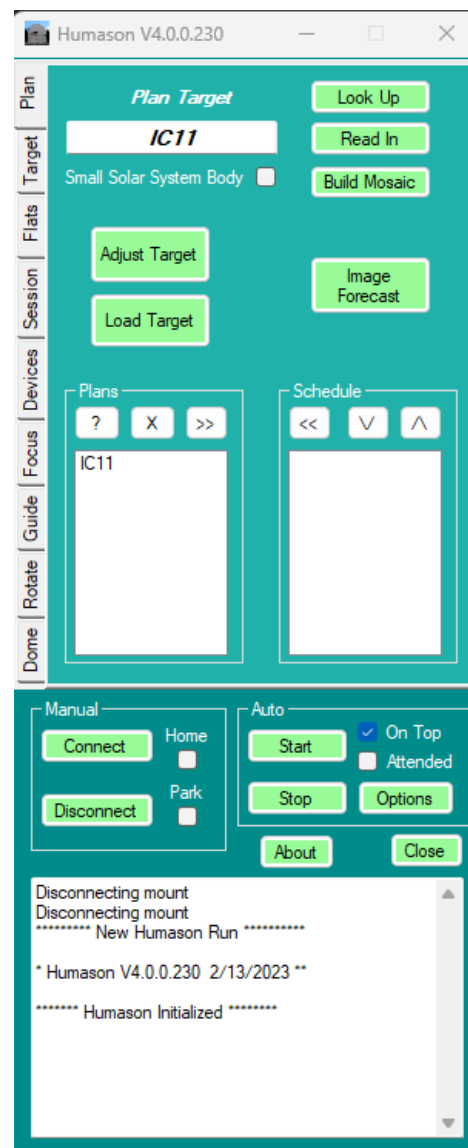 Humason V4.0.0.230
Plan
Target
Flats
Session
Devices
Focus
Guide
Rotate
Dome
Plan Target
Look Up
IC11
Read In
Small Solar System Body
Build Mosaic
Adjust Target
Image
Forecast
Load Target
Plans
Schedule
? X >>
<< \/ /\
IC11
Manual
Auto
Connect
Home
Start
On Top
Attended
Disconnect
Park
Stop
Options
About
Close
Disconnecting mount
Disconnecting mount
********* New Humason Run **********
* Humason V4.0.0.230  2/13/2023 **
******* Humason Initialized ********